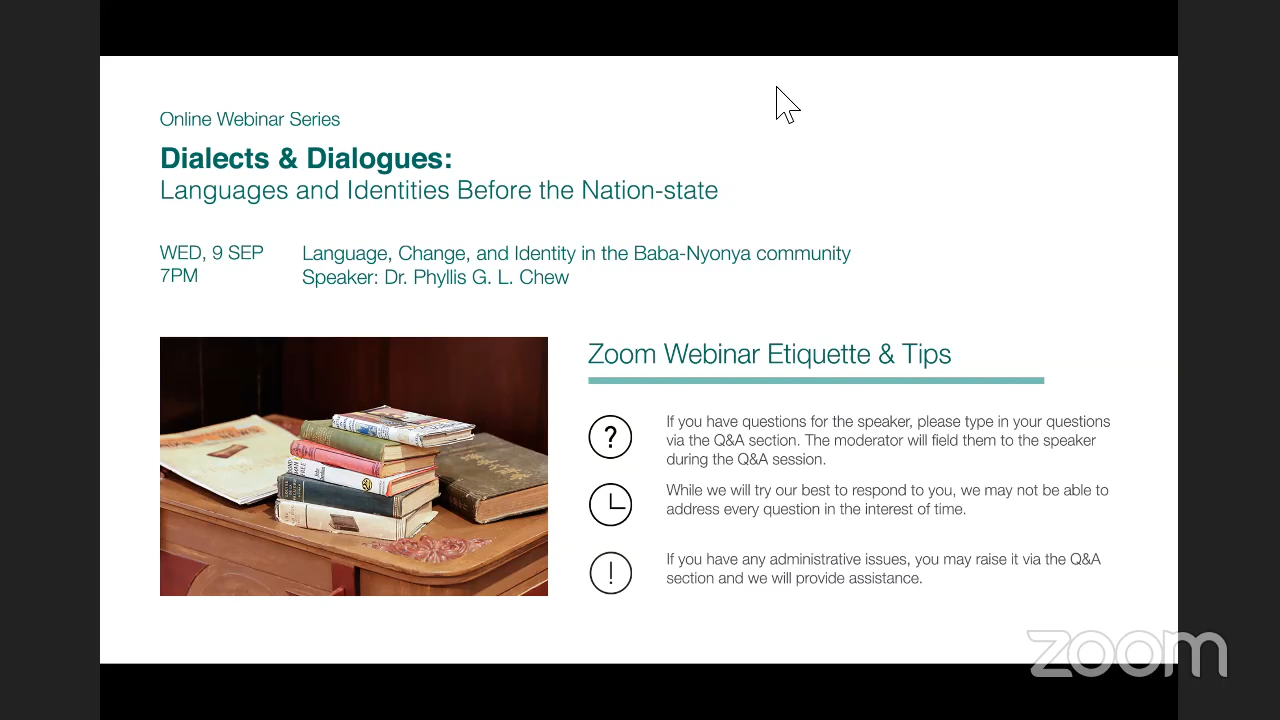 Online Webinar Series
Dialects & Dialogues:
Languages and Identities Before the Nation-state
WED, 9 SEP
7PM
Language, Change, and Identity in the Baba-Nyonya community
Speaker: Dr. Phyllis G. L. Chew
Zoom Webinar Etiquette & Tips
?
If you have questions for the speaker, please type in your questions
via the Q&A section. The moderator will field them to the speaker
during the Q&A session.
While we will try our best to respond to you, we may not be able to
address every question in the interest of time.
!
If you have any administrative issues, you may raise it via the Q&A
section and we will provide assistance.
zoom